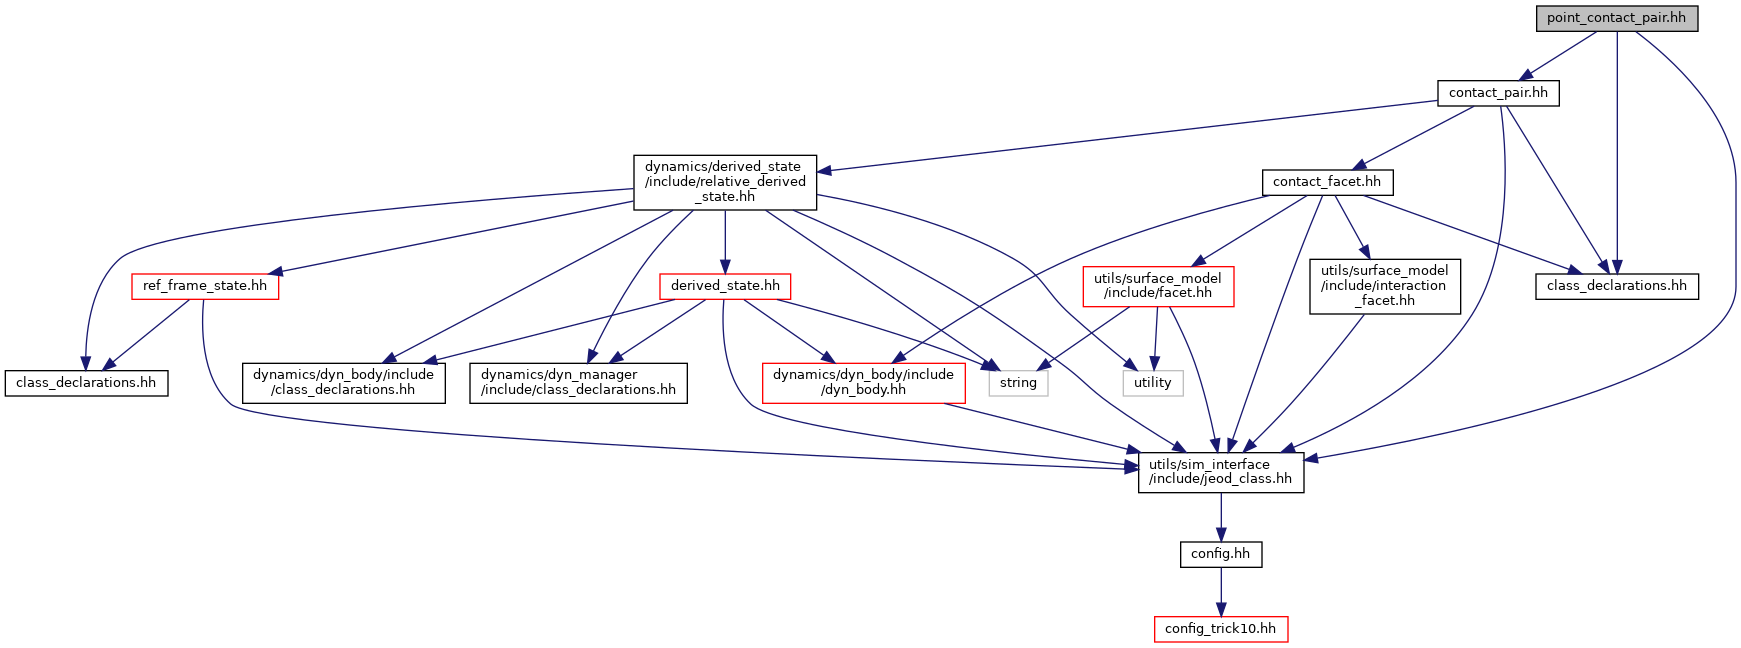 point_contact_pair.hh
contact_pair.hh
dynamics/derived_state
/include/relative_derived
_state.hh
contact_facet.hh
ref_frame_state.hh
derived_state.hh
utils/surface_model
/include/facet.hh
utils/surface_model
/include/interaction
_facet.hh
class_declarations.hh
class_declarations.hh
dynamics/dyn_body/include
/class_declarations.hh
dynamics/dyn_manager
/include/class_declarations.hh
dynamics/dyn_body/include
/dyn_body.hh
string
utility
utils/sim_interface
/include/jeod_class.hh
config.hh
config_trick10.hh